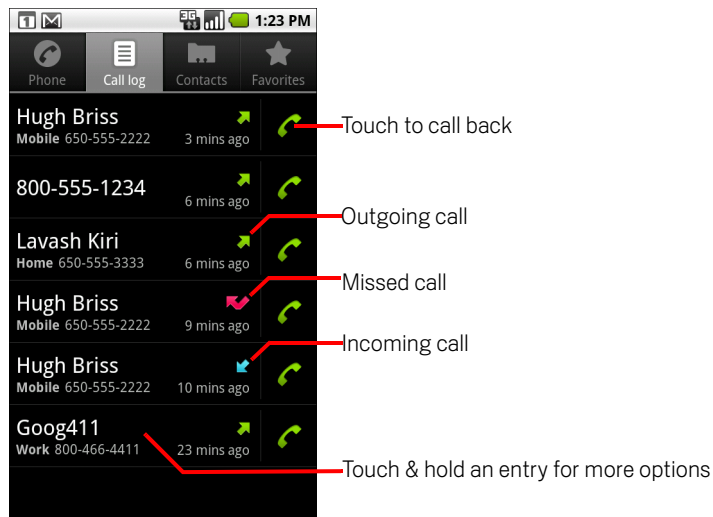 1 M 3G 1:23 PM
Phone Call log Contacts Favorites
Hugh Briss
Mobile 650-555-2222 3 mins ago
Touch to call back
800-555-1234
6 mins ago
Outgoing call
Lavash Kiri
Home 650-555-3333 6 mins ago
Missed call
Hugh Briss
Mobile 650-555-2222 9 mins ago
Incoming call
Hugh Briss
Mobile 650-555-2222 10 mins ago
Goog411
Work 800-466-4411 23 mins ago
Touch & hold an entry for more options